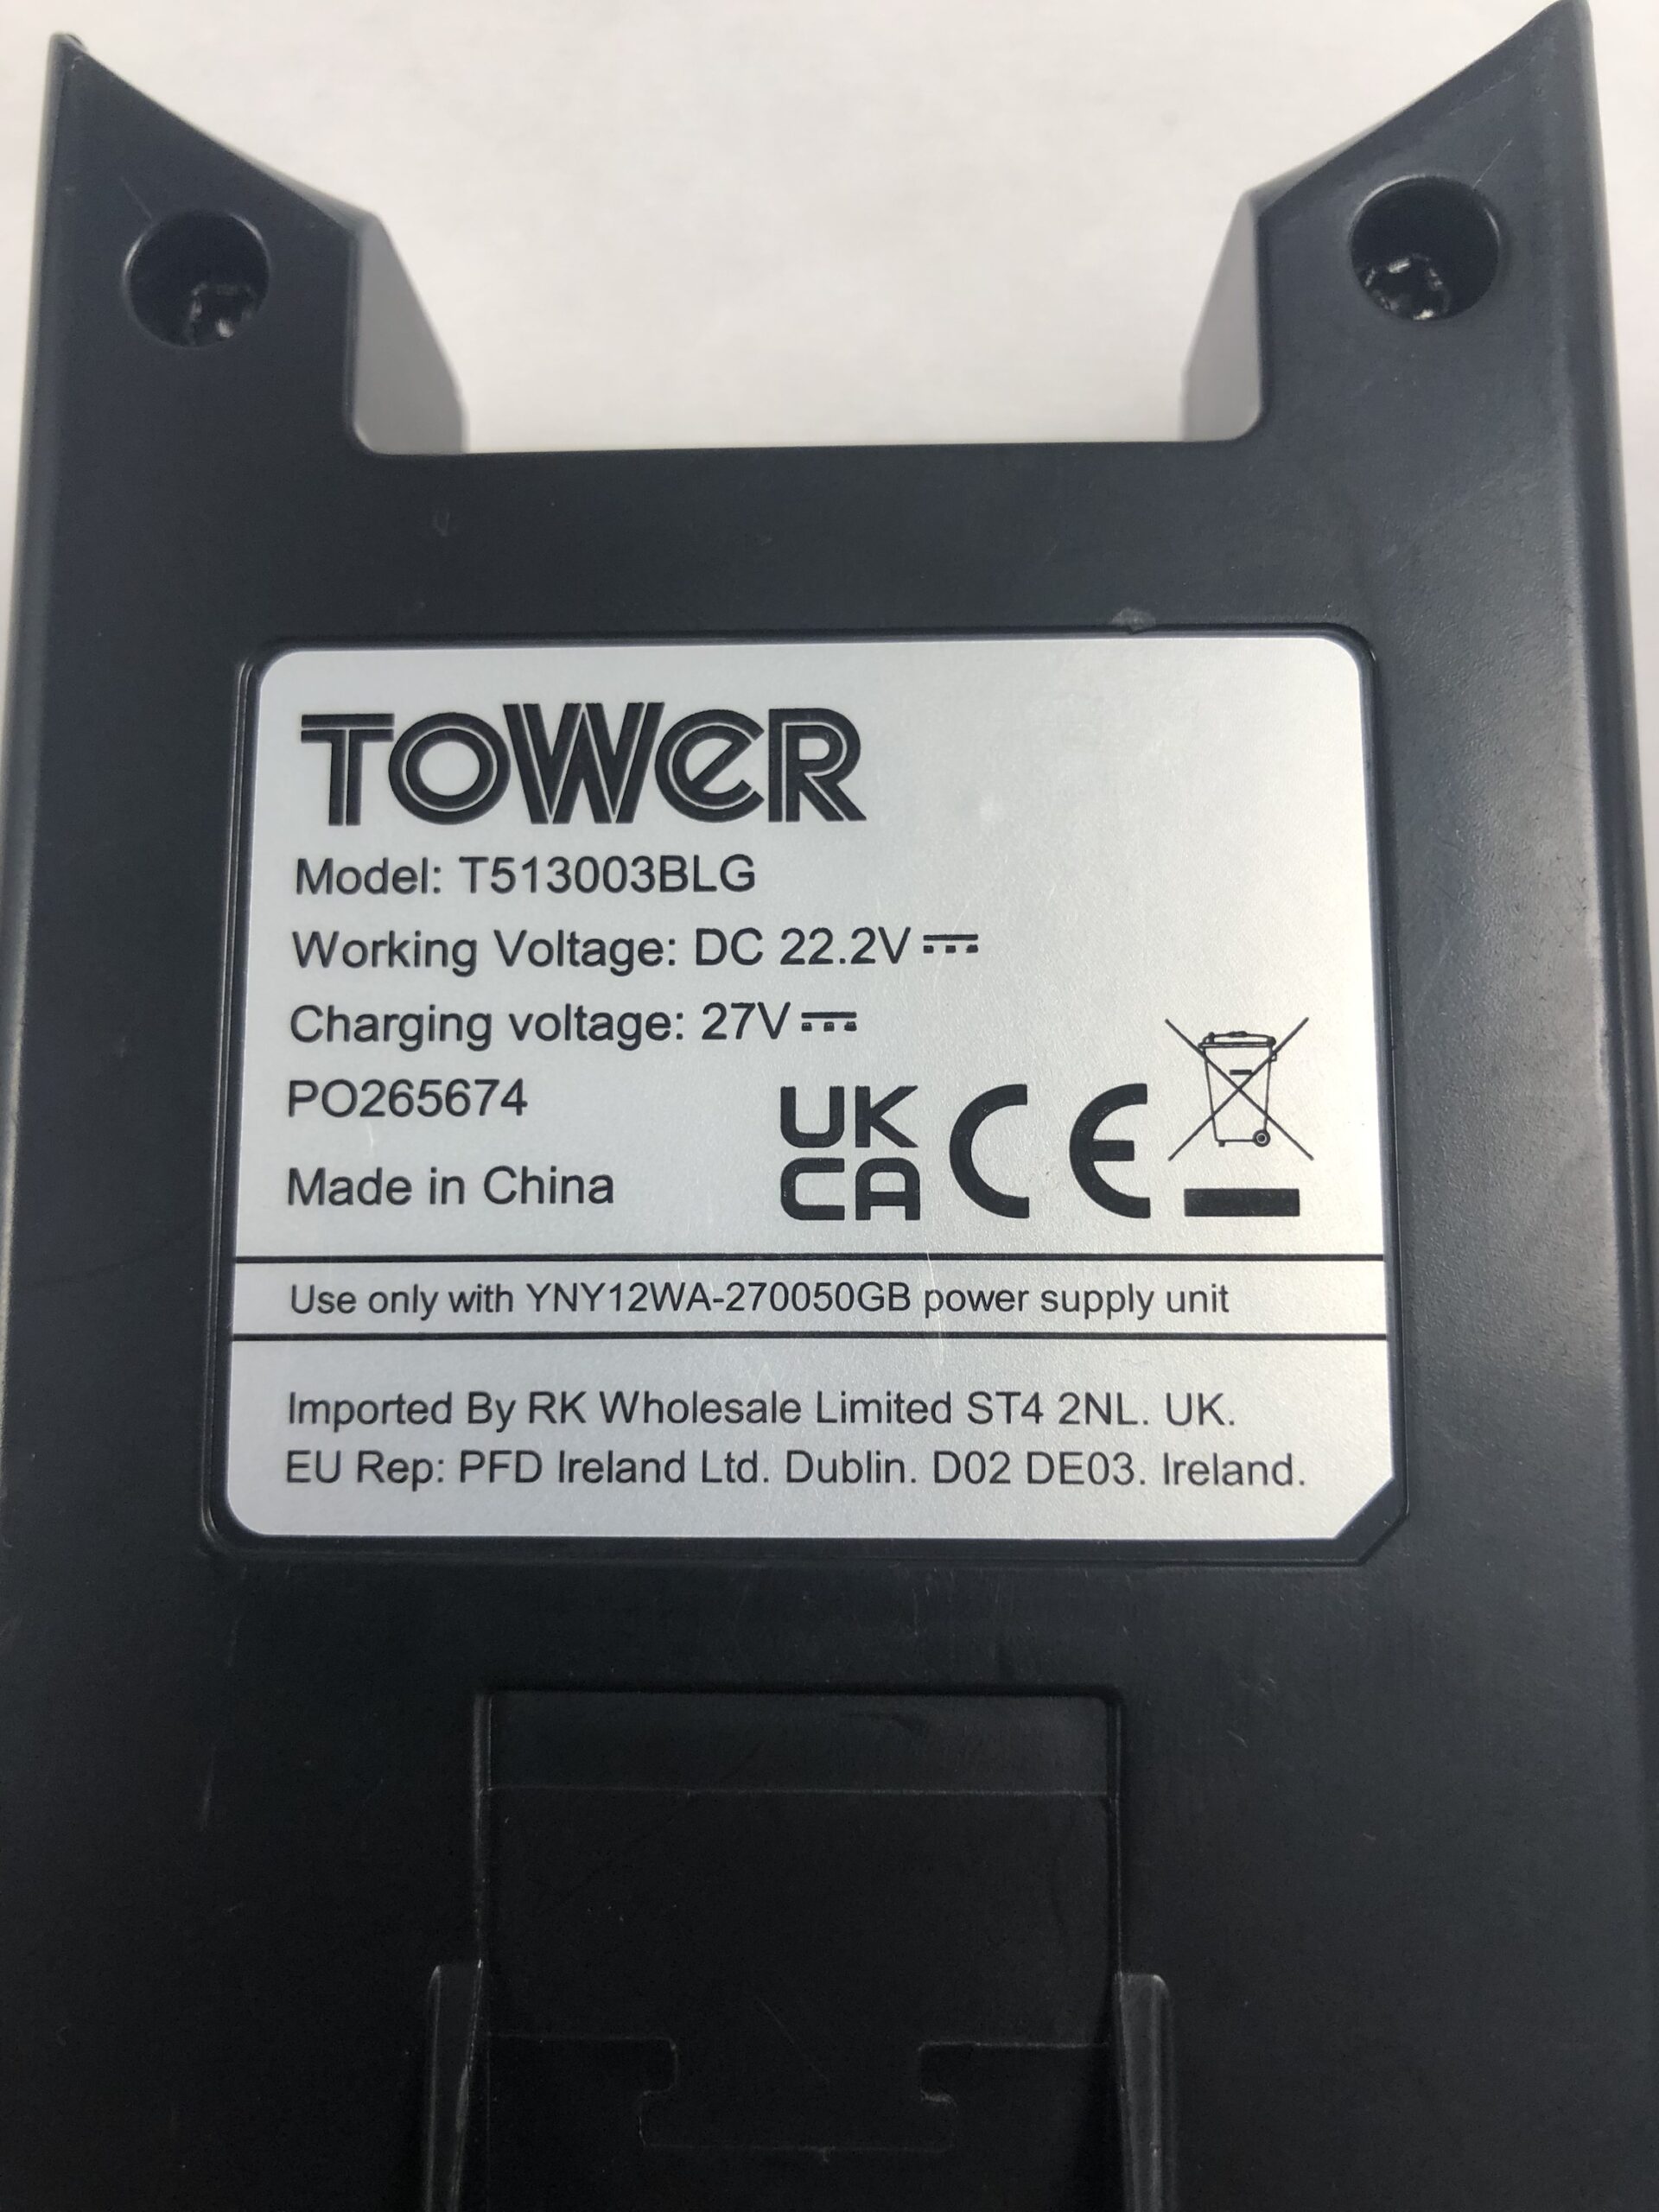 TOWER
Model: T513003BLG
Working Voltage: DC 22.2V⎓
Charging voltage: 27V⎓
PO265674
Made in China
UK
CA CE
Use only with YNY12WA-270050GB power supply unit
Imported By RK Wholesale Limited ST4 2NL. UK.
EU Rep: PFD Ireland Ltd. Dublin. D02 DE03. Ireland.